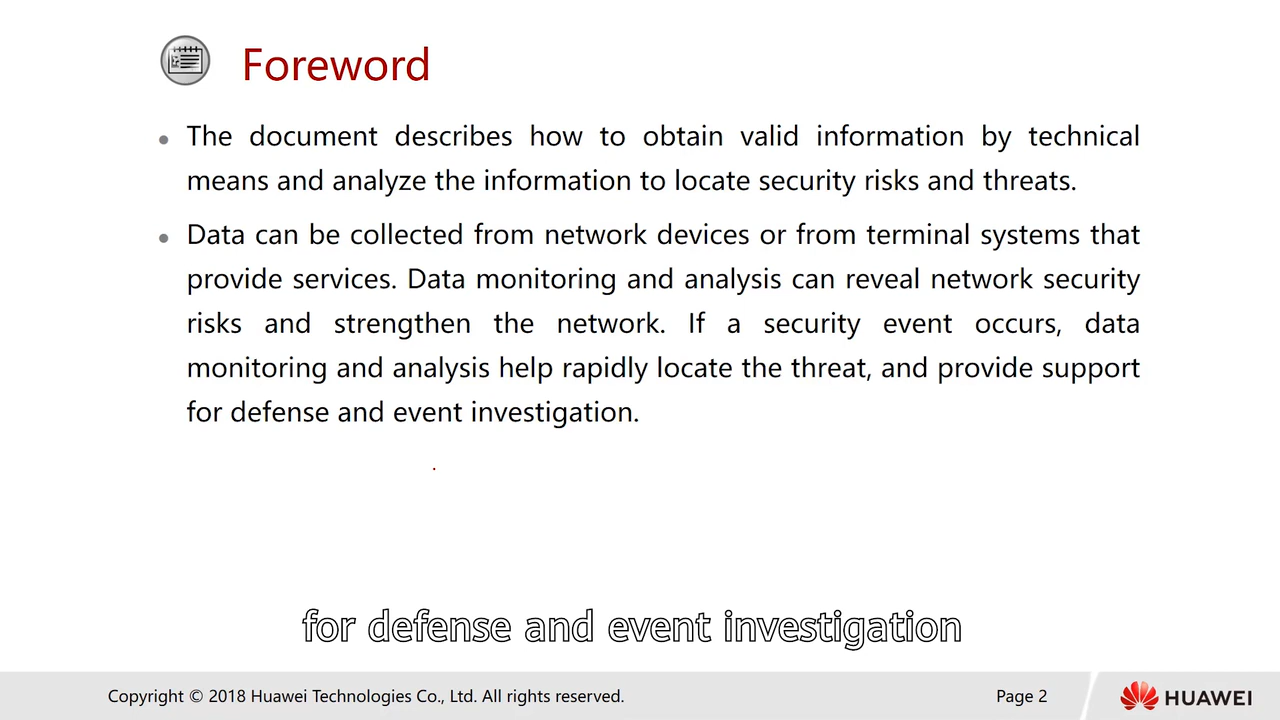 Foreword
● The document describes how to obtain valid information by technical
means and analyze the information to locate security risks and threats.
● Data can be collected from network devices or from terminal systems that
provide services. Data monitoring and analysis can reveal network security
risks and strengthen the network. If a security event occurs, data
monitoring and analysis help rapidly locate the threat, and provide support
for defense and event investigation.
for defense and event investigation
Copyright © 2018 Huawei Technologies Co., Ltd. All rights reserved.
Page 2
HUAWEI